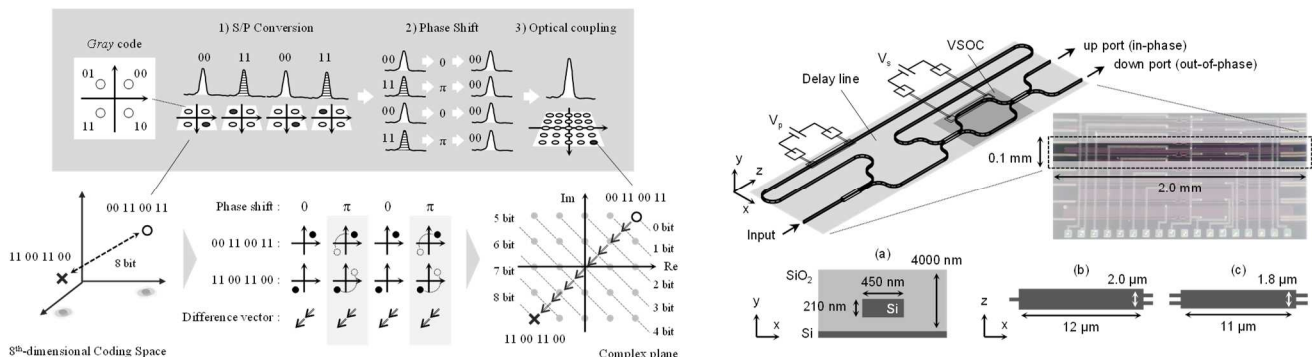 1) S/P Conversion
2) Phase Shift
3) Optical coupling
Gray code
01 00
11 10
00 11 00 11
00 0 00
11 π 00
00 0 00
11 π 00
00 11 00 11
11 00 11 00
8 bit
8th-dimensional Coding Space
Phase shift : 0 π 0 π
00 11 00 11 :
11 00 11 00 :
Difference vector :
Im
00 11 00 11
5 bit
6 bit
7 bit
8 bit
0 bit
1 bit
Re
2 bit
3 bit
4 bit
11 00 11 00
Complex plane
VSOC
up port (in-phase)
down port (out-of-phase)
Vs
Delay line
Vp
y
z
x
Input
0.1 mm
2.0 mm
(a)
4000 nm
SiO2
450 nm
210 nm
Si
Si
y
x
(b)
2.0 µm
z
x
12 µm
(c)
1.8 µm
11 µm